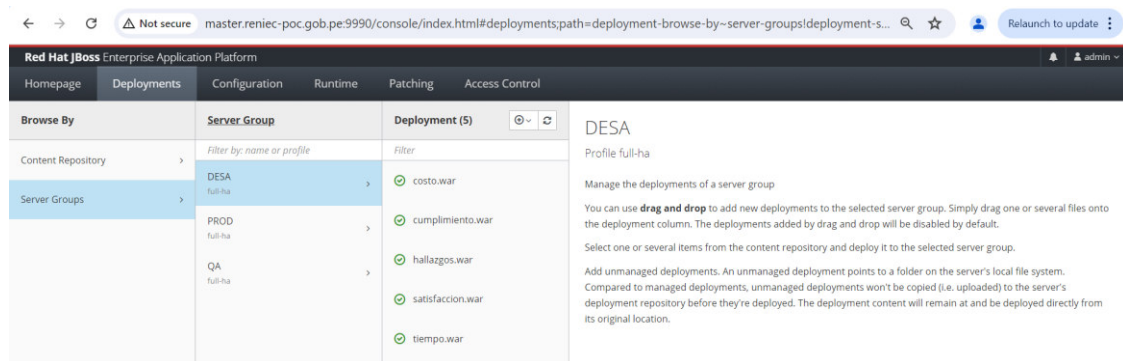 Not secure master.reniec-poc.gob.pe:9990/console/index.html#deployments;path=deployment-browse-by~server-groups!deployment-s...
Relaunch to update
Red Hat JBoss Enterprise Application Platform
admin
Homepage Deployments Configuration Runtime Patching Access Control
Browse By
Content Repository
Server Groups
Server Group
Filter by: name or profile
DESA
full-ha
PROD
full-ha
QA
full-ha
Deployment (5)
Filter
costo.war
cumplimiento.war
hallazgos.war
satisfaccion.war
tiempo.war
DESA
Profile full-ha
Manage the deployments of a server group
You can use drag and drop to add new deployments to the selected server group. Simply drag one or several files onto
the deployment column. The deployments added by drag and drop will be disabled by default.
Select one or several items from the content repository and deploy it to the selected server group.
Add unmanaged deployments. An unmanaged deployment points to a folder on the server's local file system.
Compared to managed deployments, unmanaged deployments won't be copied (i.e. uploaded) to the server's
deployment repository before they're deployed. The deployment content will remain at and be deployed directly from
its original location.